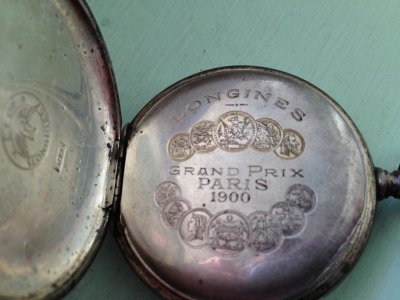 LONGINES
GRAND PRIX
PARIS
1900